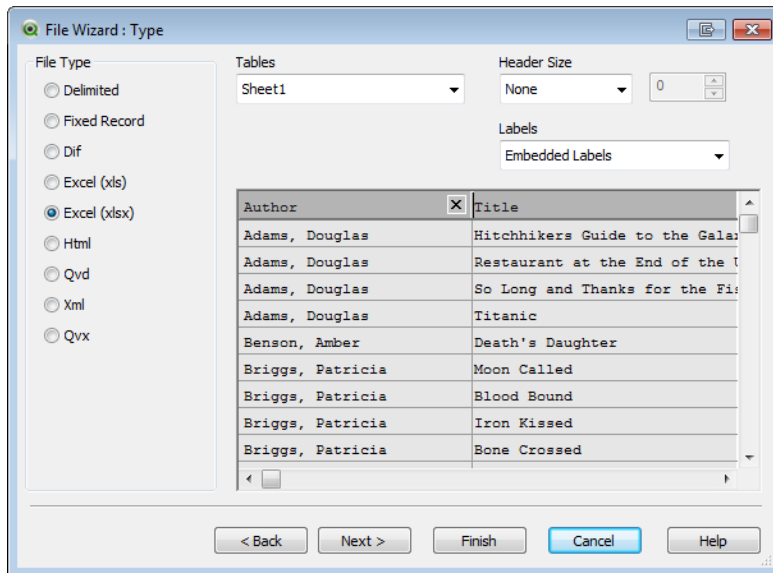 File Wizard : Type
File Type
Delimited
Fixed Record
Dif
Excel (xls)
Excel (xlsx)
Html
Qvd
Xml
Qvx
Tables
Sheet1
Header Size
None
0
Labels
Embedded Labels
Author Title
Adams, Douglas Hitchhikers Guide to the
Adams, Douglas Restaurant at the End of the
Adams, Douglas So Long and Thanks for the
Adams, Douglas Titanic
Benson, Amber Death's Daughter
Briggs, Patricia Moon Called
Briggs, Patricia Blood Bound
Briggs, Patricia Iron Kissed
Briggs, Patricia Bone Crossed
< Back Next > Finish Cancel Help